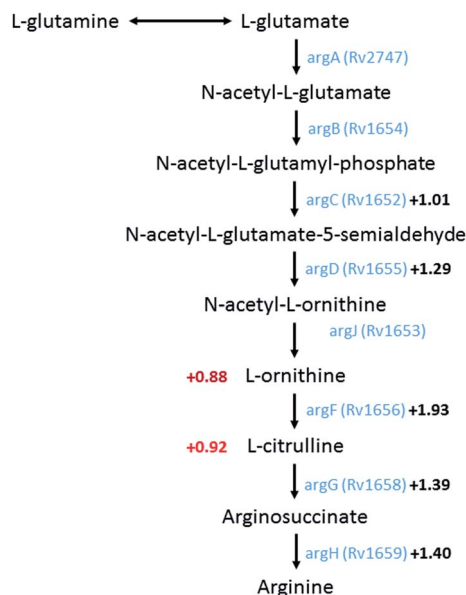 L-glutamine L-glutamate
argA (Rv2747)
N-acetyl-L-glutamate
argB (Rv1654)
N-acetyl-L-glutamyl-phosphate
argC (Rv1652) +1.01
N-acetyl-L-glutamate-5-semialdehyde
argD (Rv1655) +1.29
N-acetyl-L-ornithine
argJ (Rv1653)
+0.88 L-ornithine
argF (Rv1656) +1.93
+0.92 L-citrulline
argG (Rv1658) +1.39
Arginosuccinate
argH (Rv1659) +1.40
Arginine